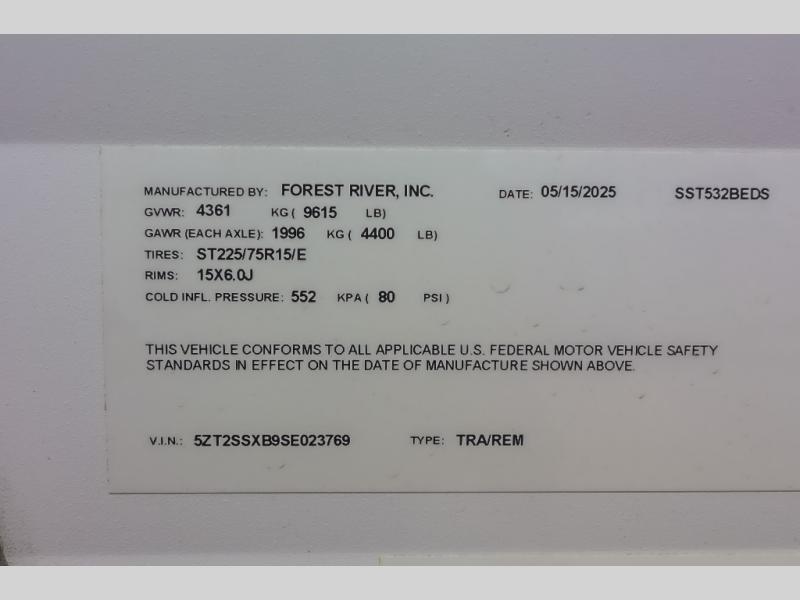 MANUFACTURED BY: FOREST RIVER, INC. DATE: 05/15/2025 SST532BEDS
GVWR: 4361 KG ( 9615 LB)
GAWR (EACH AXLE): 1996 KG ( 4400 LB)
TIRES: ST225/75R15/E
RIMS: 15X6.0J
COLD INFL. PRESSURE: 552 KPA ( 80 PSI )
THIS VEHICLE CONFORMS TO ALL APPLICABLE U.S. FEDERAL MOTOR VEHICLE SAFETY
STANDARDS IN EFFECT ON THE DATE OF MANUFACTURE SHOWN ABOVE.
V.I.N.: 5ZT2SSXB9SE023769 TYPE: TRA/REM